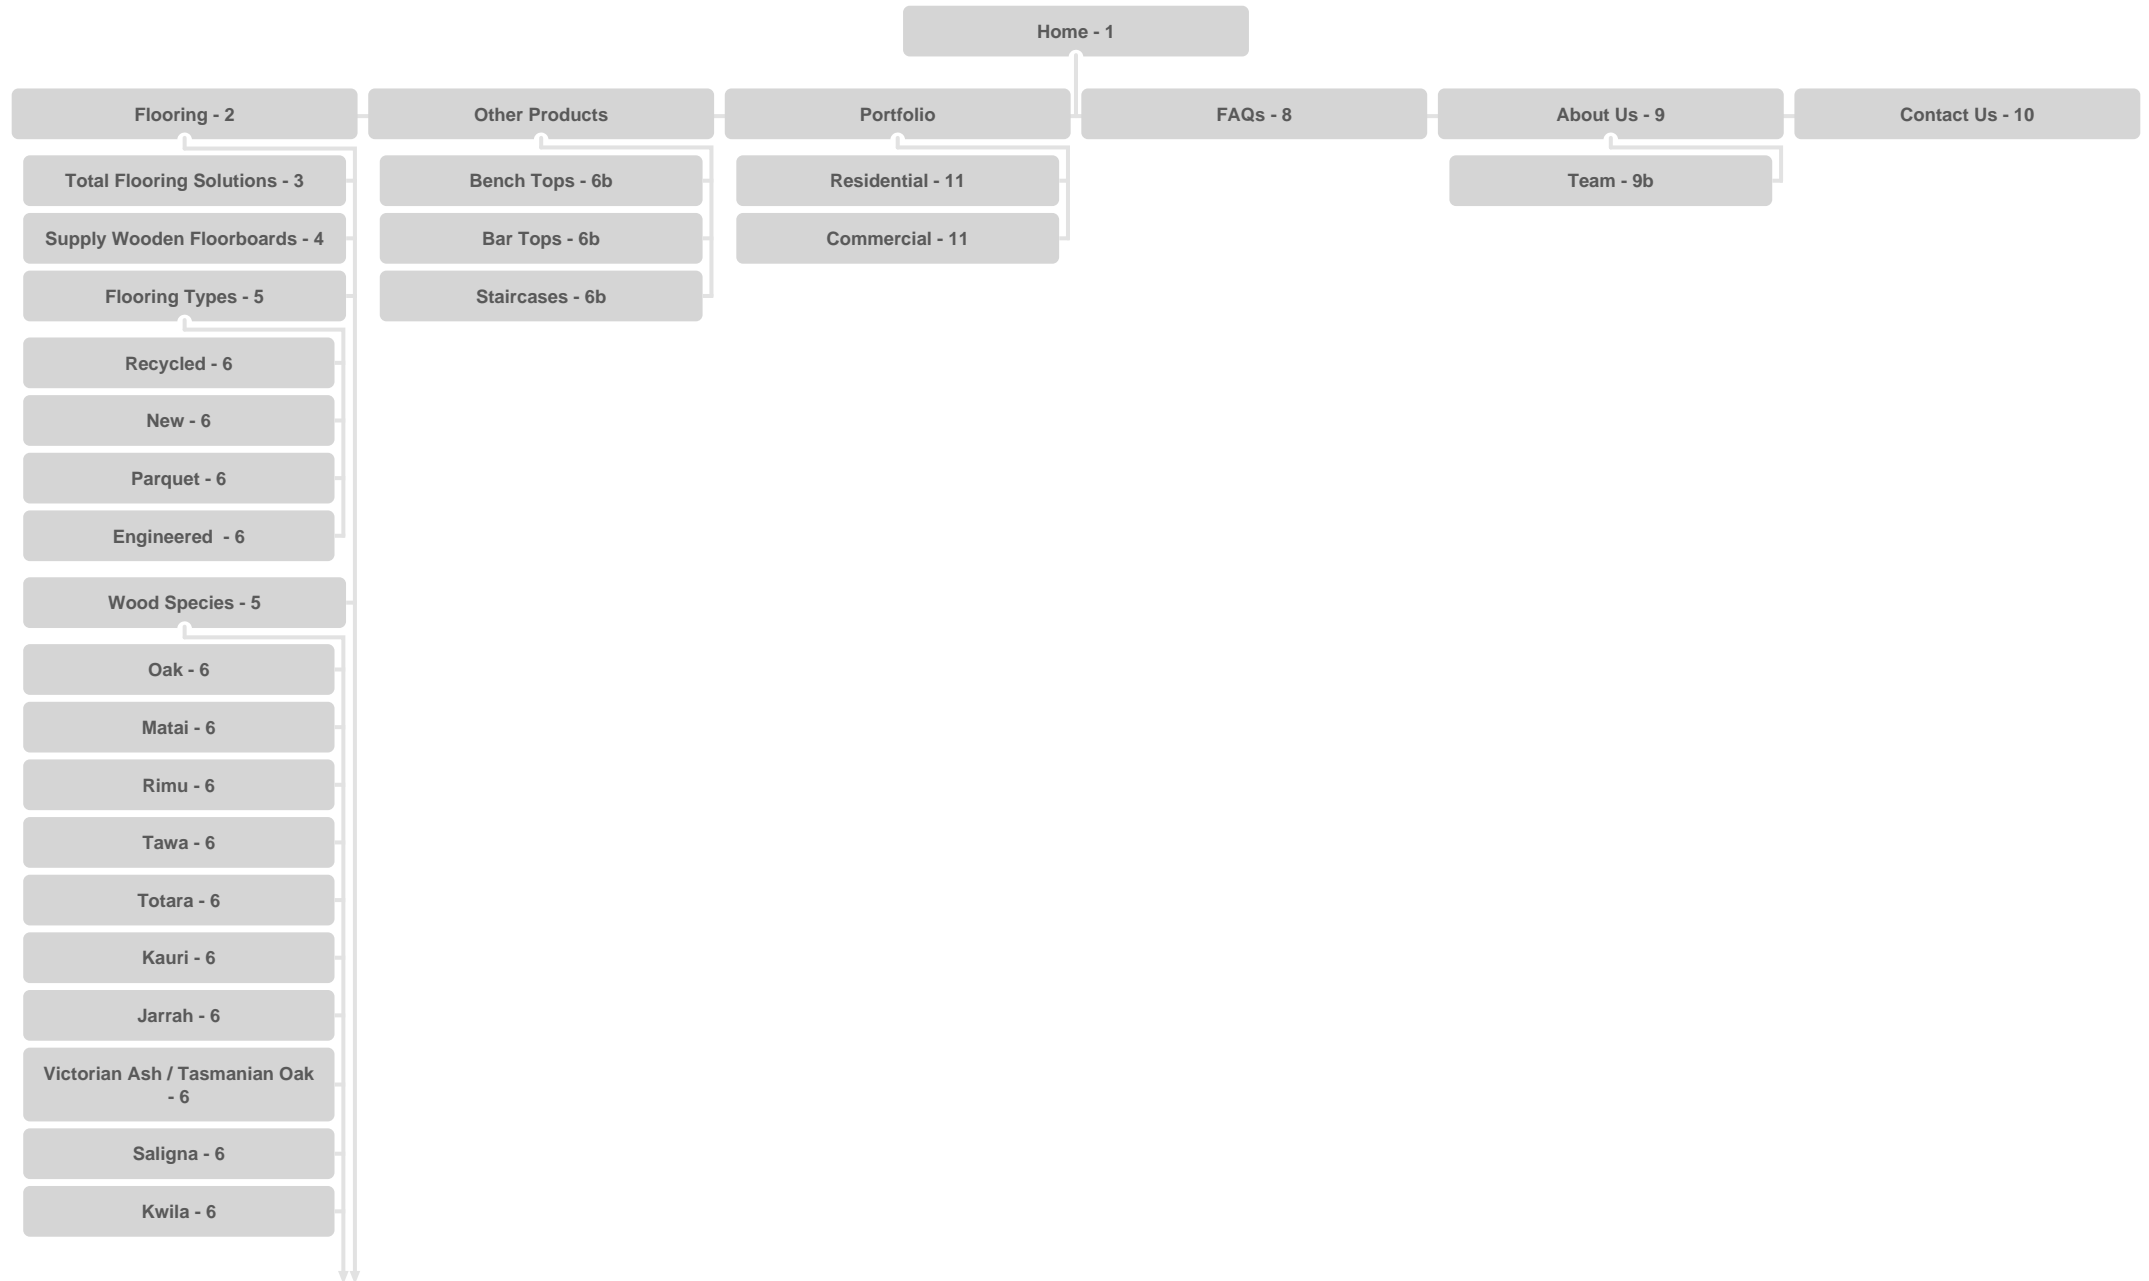 Home - 1
Flooring - 2
Other Products
Portfolio
FAQs - 8
About Us - 9
Contact Us - 10
Total Flooring Solutions - 3
Supply Wooden Floorboards - 4
Flooring Types - 5
Recycled - 6
New - 6
Parquet - 6
Engineered  - 6
Wood Species - 5
Oak - 6
Matai - 6
Rimu - 6
Tawa - 6
Totara - 6
Kauri - 6
Jarrah - 6
Victorian Ash / Tasmanian Oak
- 6
Saligna - 6
Kwila - 6
Bench Tops - 6b
Bar Tops - 6b
Staircases - 6b
Residential - 11
Commercial - 11
Team - 9b